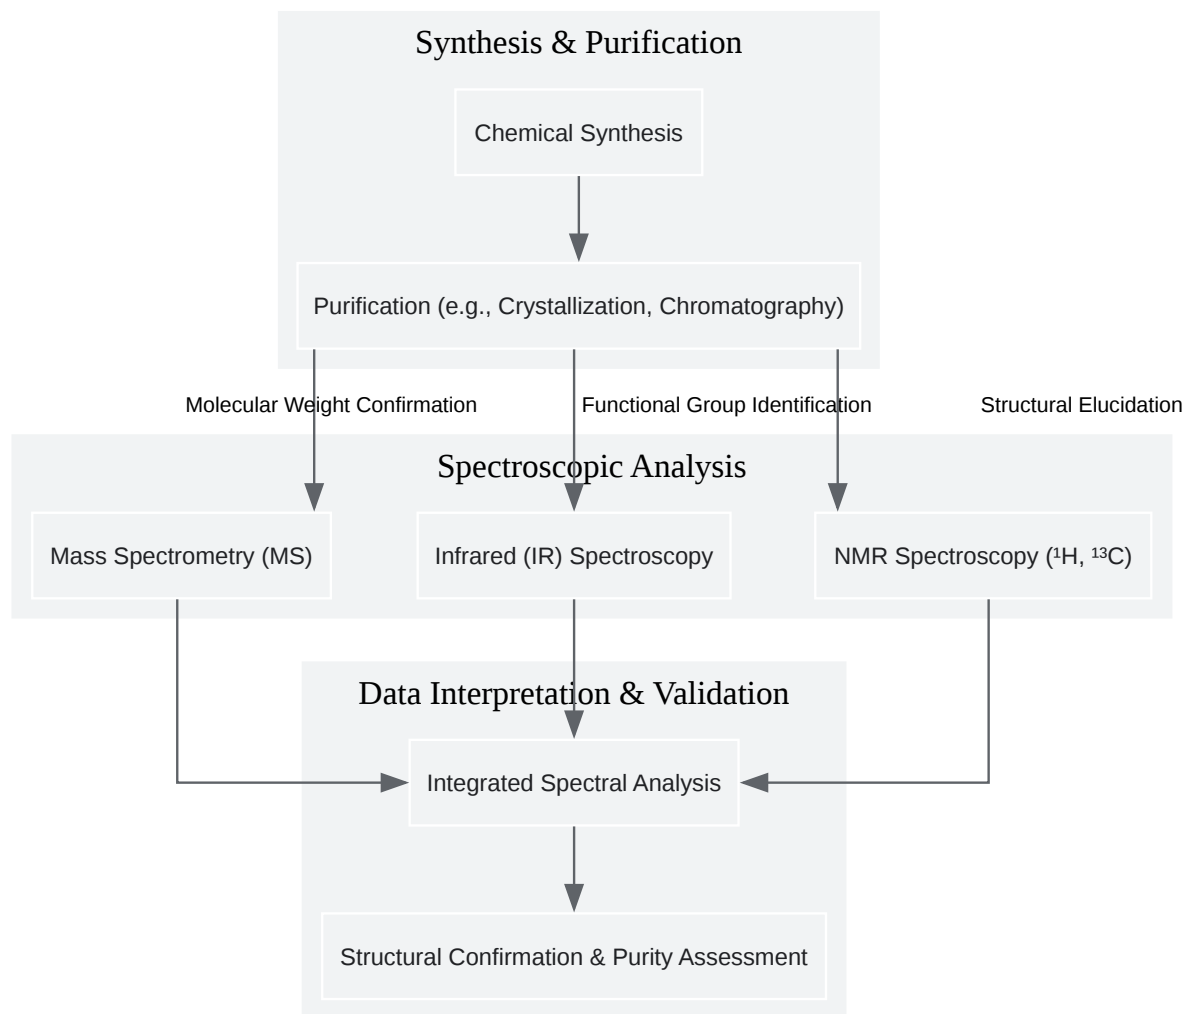 Synthesis & Purification
Chemical Synthesis
Purification (e.g., Crystallization, Chromatography)
Molecular Weight Confirmation
Functional Group Identification
Structural Elucidation
Spectroscopic Analysis
Mass Spectrometry (MS)
Infrared (IR) Spectroscopy
NMR Spectroscopy (¹H, ¹³C)
Data Interpretation & Validation
Integrated Spectral Analysis
Structural Confirmation & Purity Assessment